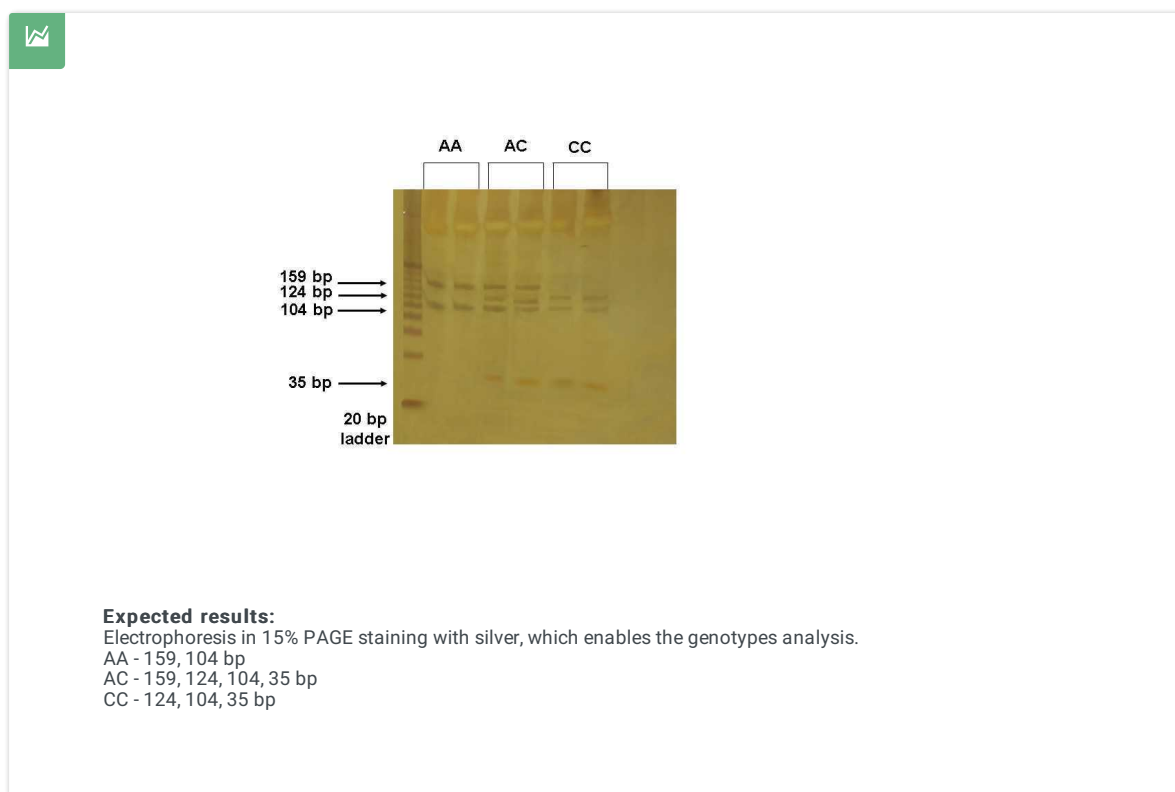 AA AC CC
159 bp
124 bp
104 bp
35 bp
20 bp
ladder
Expected results:
Electrophoresis in 15% PAGE staining with silver, which enables the genotypes analysis.
AA - 159, 104 bp
AC - 159, 124, 104, 35 bp
CC - 124, 104, 35 bp